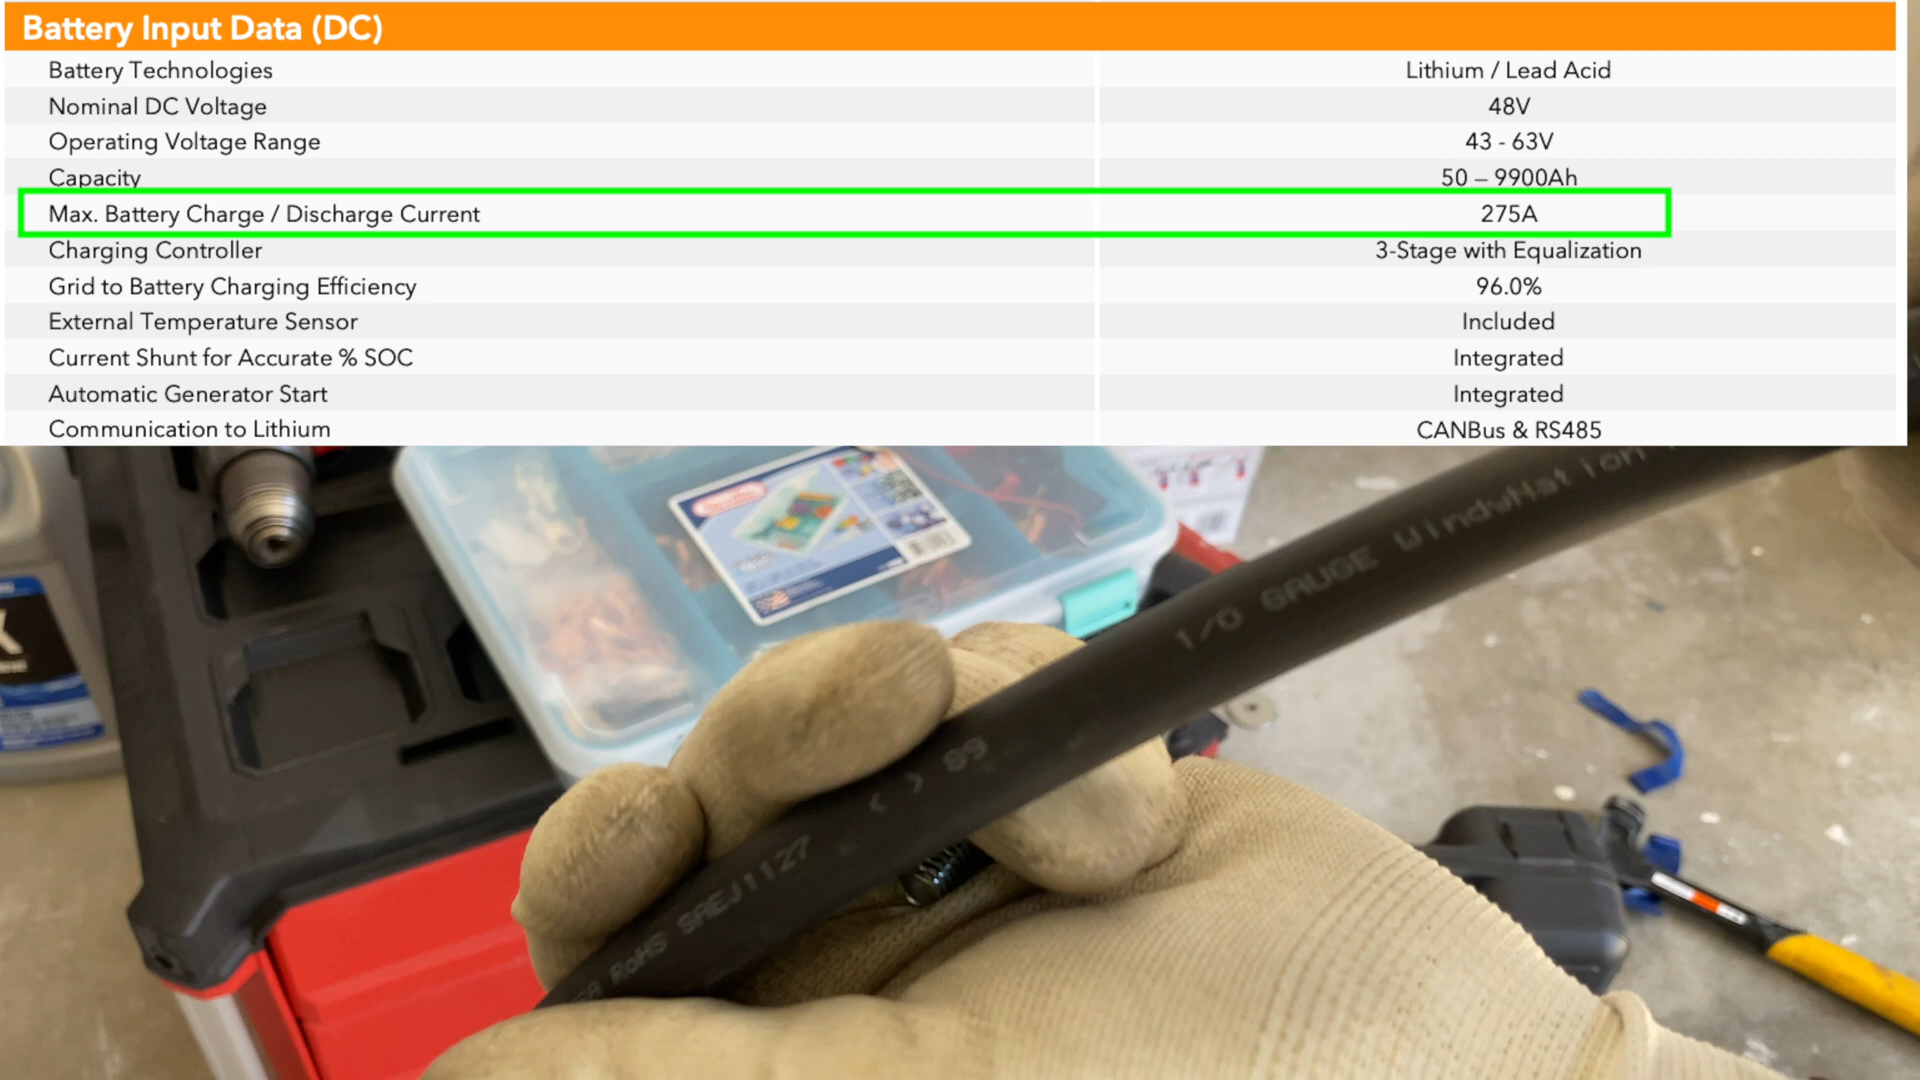 Battery Input Data (DC)
Battery Technologies Lithium / Lead Acid
Nominal DC Voltage 48V
Operating Voltage Range 43 - 63V
Capacity 50 – 9900Ah
Max. Battery Charge / Discharge Current 275A
Charging Controller 3-Stage with Equalization
Grid to Battery Charging Efficiency 96.0%
External Temperature Sensor Included
Current Shunt for Accurate % SOC Integrated
Automatic Generator Start Integrated
Communication to Lithium CANBus & RS485
RoHS SAEJ1127 < > 09 1/0 GAUGE WindyNation